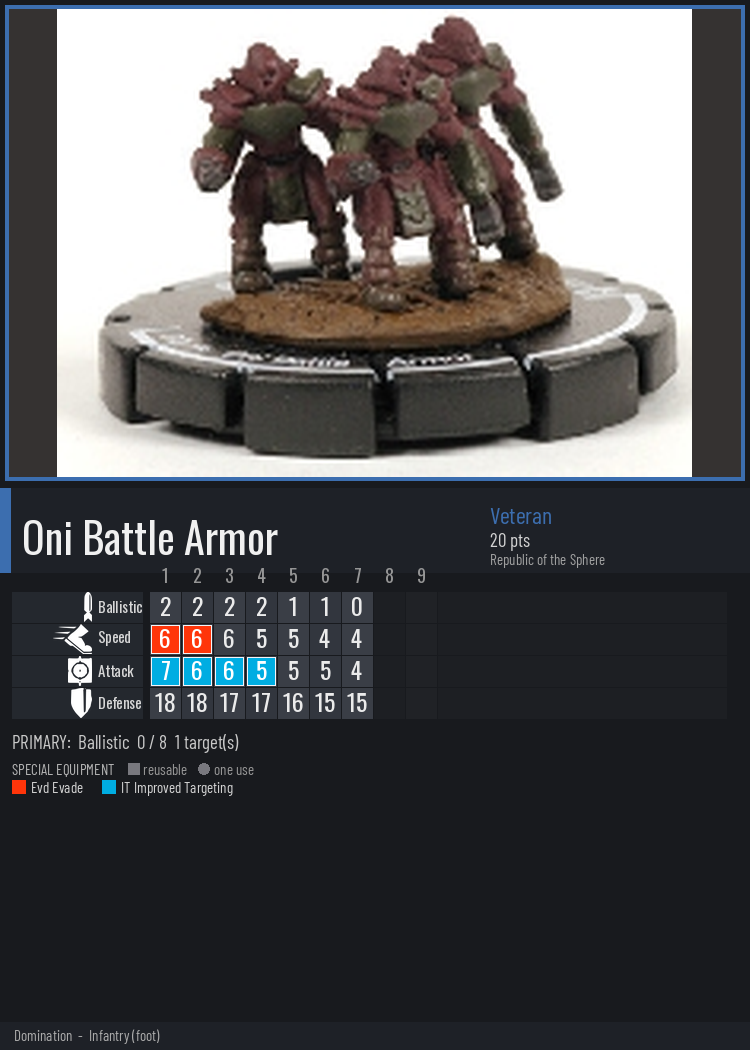 Armor
Oni Battle Armor
Veteran
20 pts
Republic of the Sphere
1 2 3 4 5 6 7 8 9
Ballistic 2 2 2 2 1 1 0
Speed 6 6 6 5 5 4 4
Attack 7 6 6 5 5 5 4
Defense 18 18 17 17 16 15 15
PRIMARY: Ballistic 0 / 8 1 target(s)
SPECIAL EQUIPMENT reusable one use
Evd Evade IT Improved Targeting
Domination - Infantry (foot)